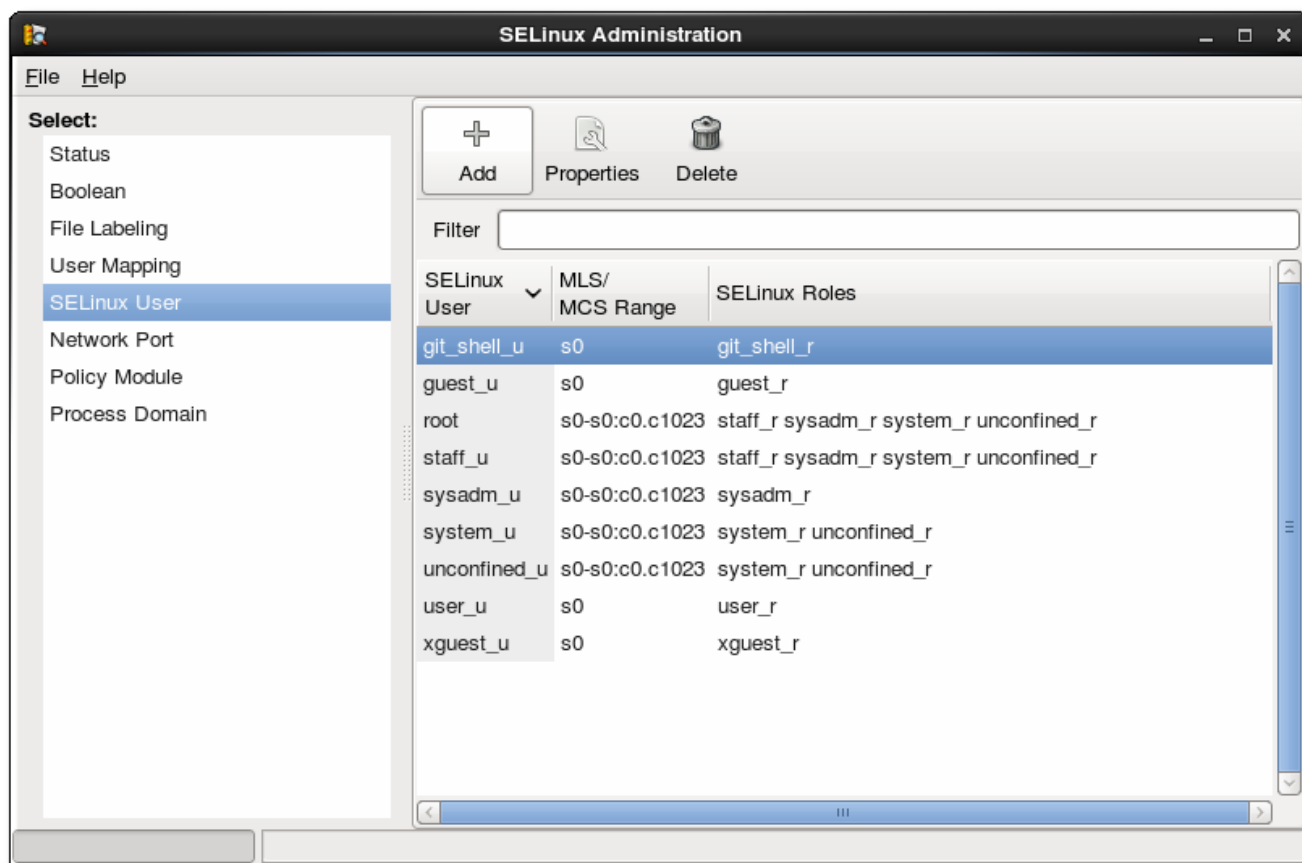 SELinux Administration
File Help
Select:
Status
Boolean
File Labeling
User Mapping
SELinux User
Network Port
Policy Module
Process Domain
Add Properties Delete
Filter
SELinux User MLS/ MCS Range SELinux Roles
git_shell_u s0 git_shell_r
guest_u s0 guest_r
root s0-s0:c0.c1023 staff_r sysadm_r system_r unconfined_r
staff_u s0-s0:c0.c1023 staff_r sysadm_r system_r unconfined_r
sysadm_u s0-s0:c0.c1023 sysadm_r
system_u s0-s0:c0.c1023 system_r unconfined_r
unconfined_u s0-s0:c0.c1023 system_r unconfined_r
user_u s0 user_r
xguest_u s0 xguest_r